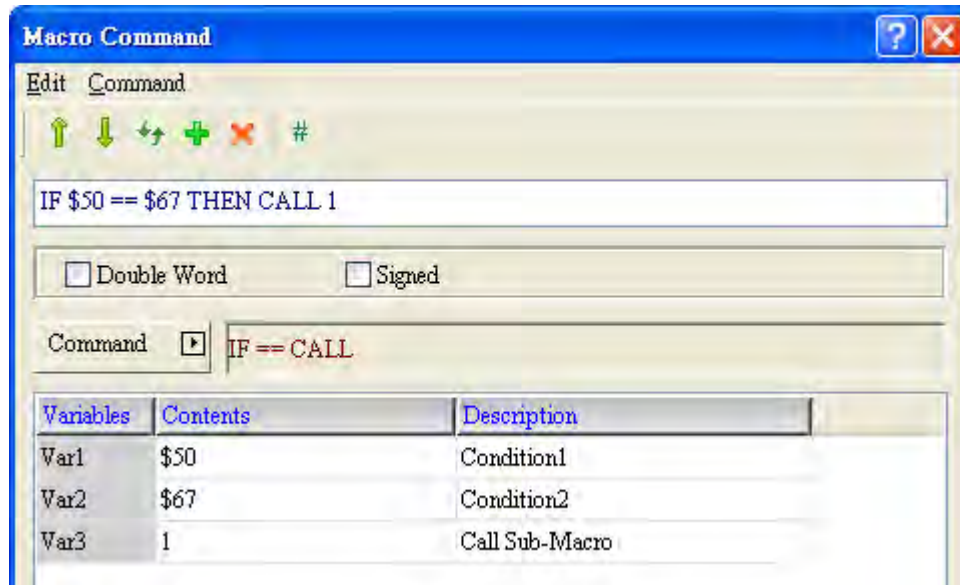 Macro Command
Edit Command
#
IF $50 == $67 THEN CALL 1
Double Word Signed
Command IF == CALL
Variables Contents Description
Var1 $50 Condition1
Var2 $67 Condition2
Var3 1 Call Sub-Macro